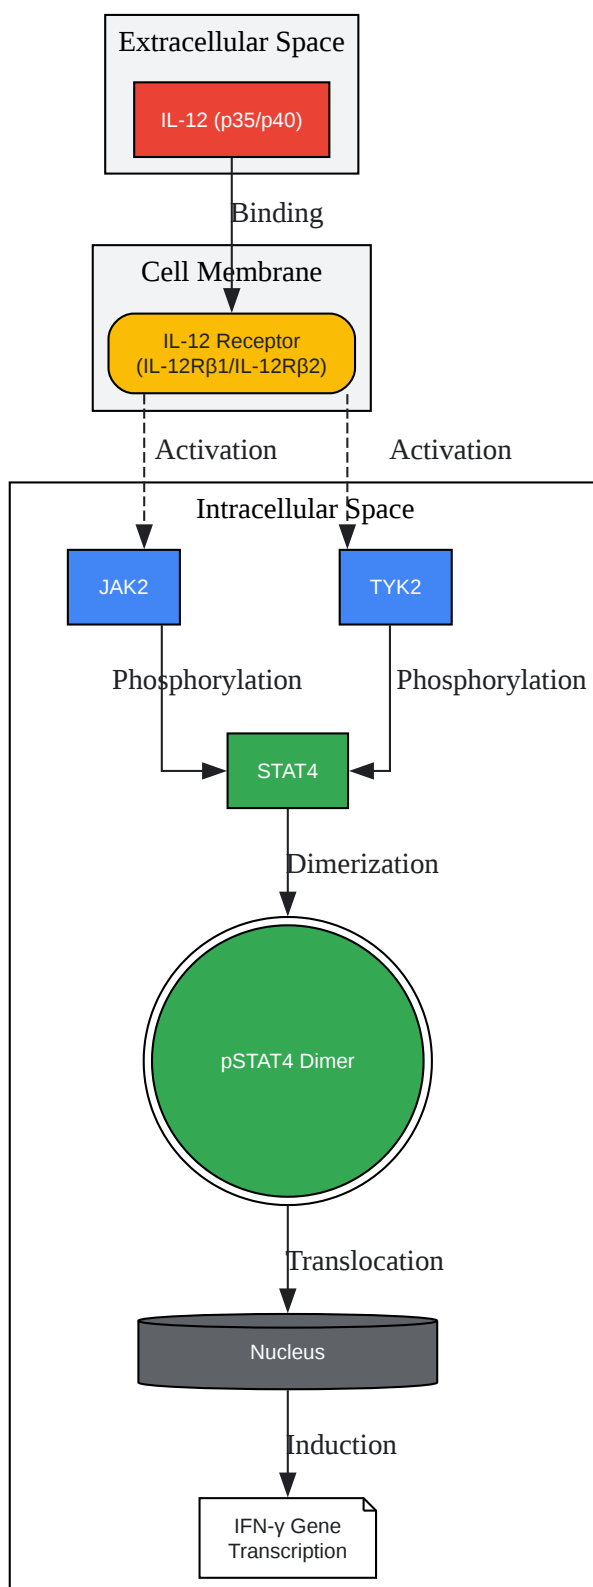 Extracellular Space
IL-12 (p35/p40)
Binding
Cell Membrane
IL-12 Receptor
(IL-12Rβ1/IL-12Rβ2)
Activation
Activation
Intracellular Space
JAK2
TYK2
Phosphorylation
Phosphorylation
STAT4
Dimerization
pSTAT4 Dimer
Translocation
Nucleus
Induction
IFN-γ Gene
Transcription